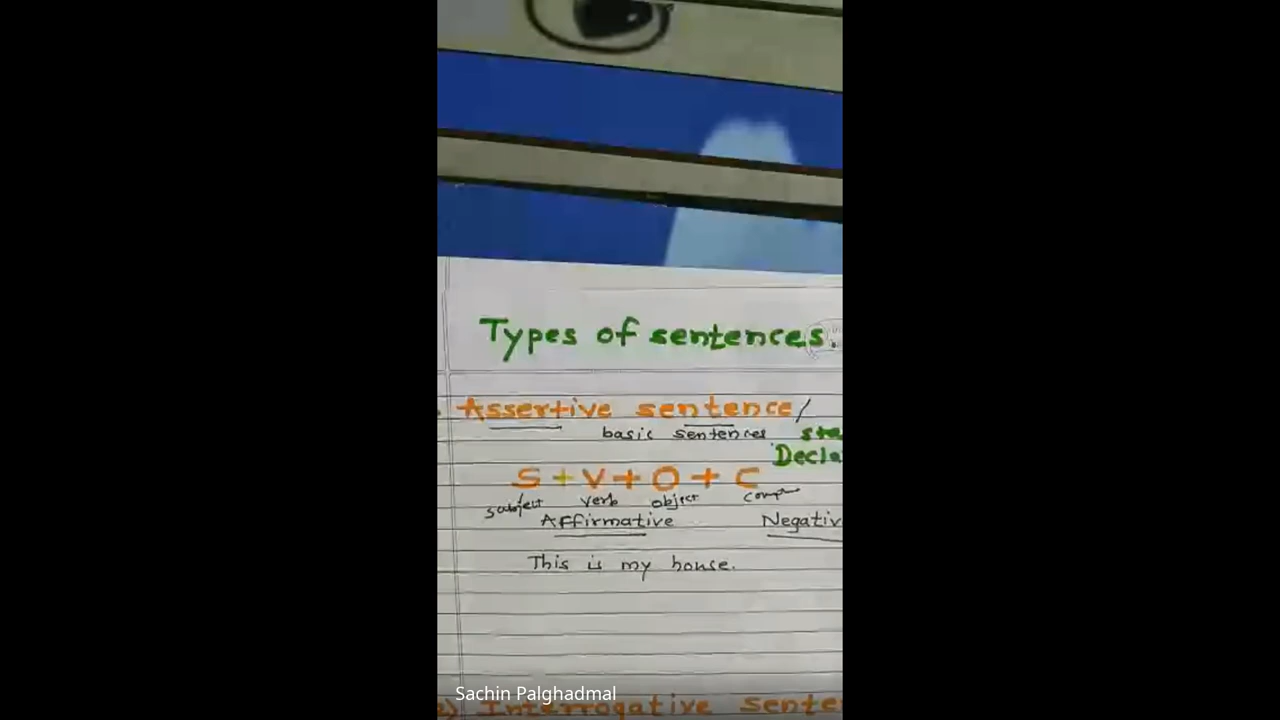 Types of sentences.
Assertive sentence/
basic sentences
S + V + O + C
subject verb object
Affirmative Negativ
This is my house.
Sachin Palghadmal
Interrogative sente